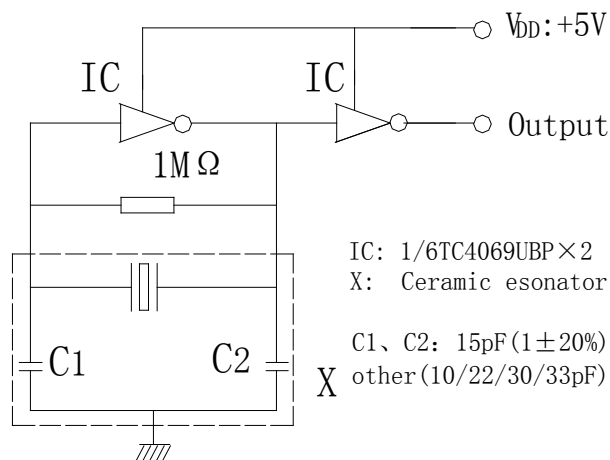 VDD:+5V
IC
IC
Output
1MΩ
IC: 1/6TC4069UBP×2
X: Ceramic esonator
C1
C2
X
C1、C2: 15pF(1±20%)
other(10/22/30/33pF)